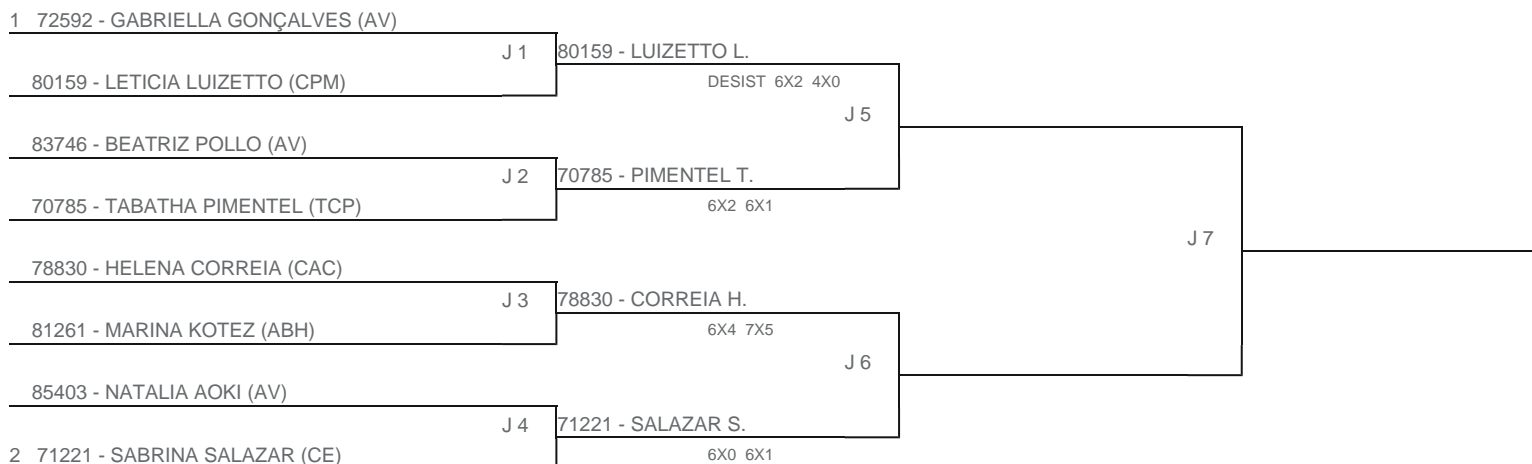 1 72592 - GABRIELLA GONÇALVES (AV)
J 1
80159 - LUIZETTO L.
80159 - LETICIA LUIZETTO (CPM)
DESIST 6X2 4X0
J 5
83746 - BEATRIZ POLLO (AV)
J 2
70785 - PIMENTEL T.
70785 - TABATHA PIMENTEL (TCP)
6X2 6X1
J 7
78830 - HELENA CORREIA (CAC)
J 3
78830 - CORREIA H.
81261 - MARINA KOTEZ (ABH)
6X4 7X5
J 6
85403 - NATALIA AOKI (AV)
J 4
71221 - SALAZAR S.
2 71221 - SABRINA SALAZAR (CE)
6X0 6X1